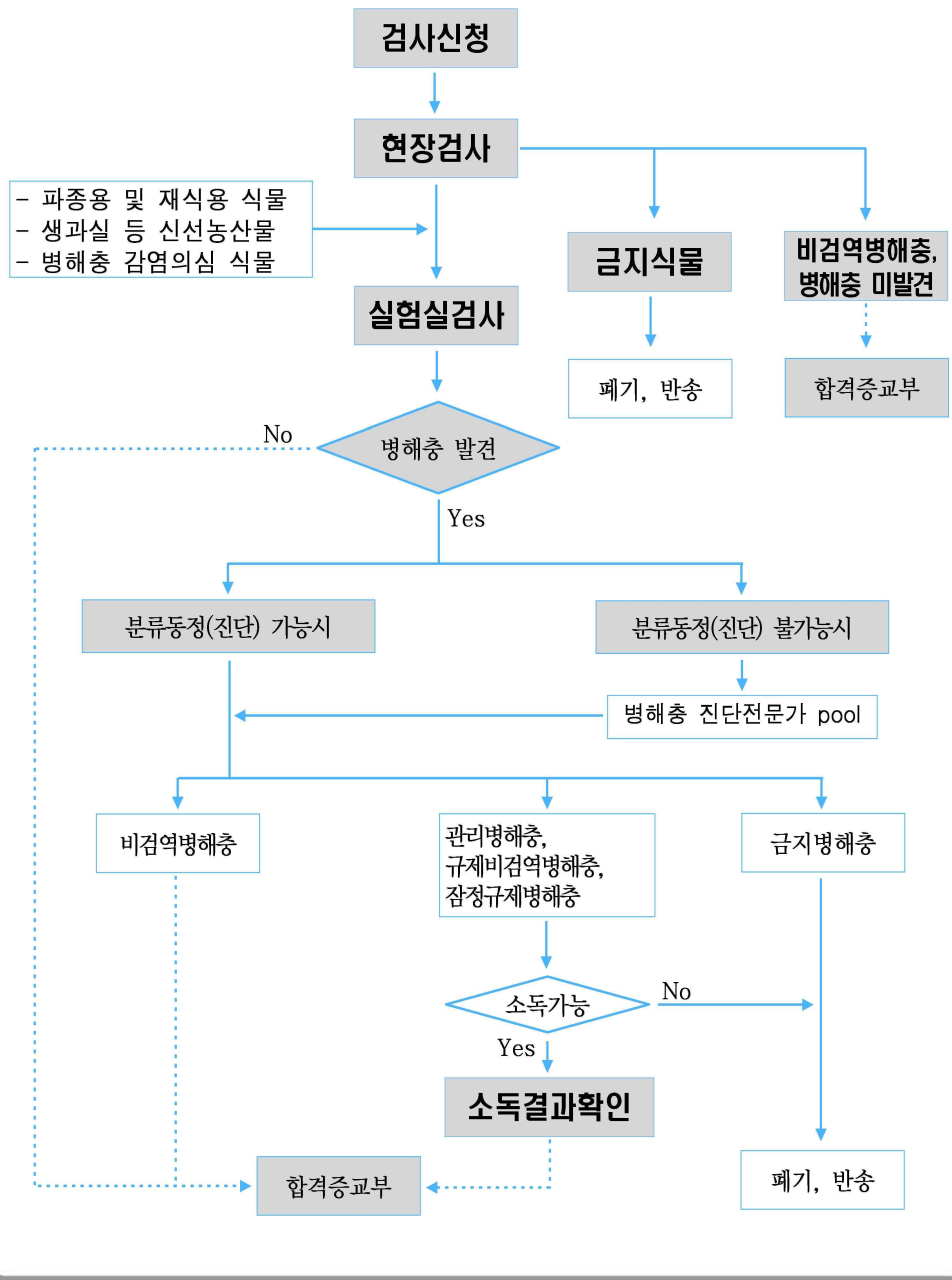 검사신청
현장검사
- 파종용 및 재식용 식물
- 생과실 등 신선농산물
- 병해충 감염의심 식물
금지식물
비검역병해충,
병해충 미발견
실험실검사
폐기, 반송
합격증교부
No
병해충 발견
Yes
분류동정(진단) 가능시
분류동정(진단) 불가능시
병해충 진단전문가 pool
비검역병해충
관리병해충,
규제비검역병해충,
잠정규제병해충
금지병해충
소독가능
No
Yes
소독결과확인
합격증교부
폐기, 반송